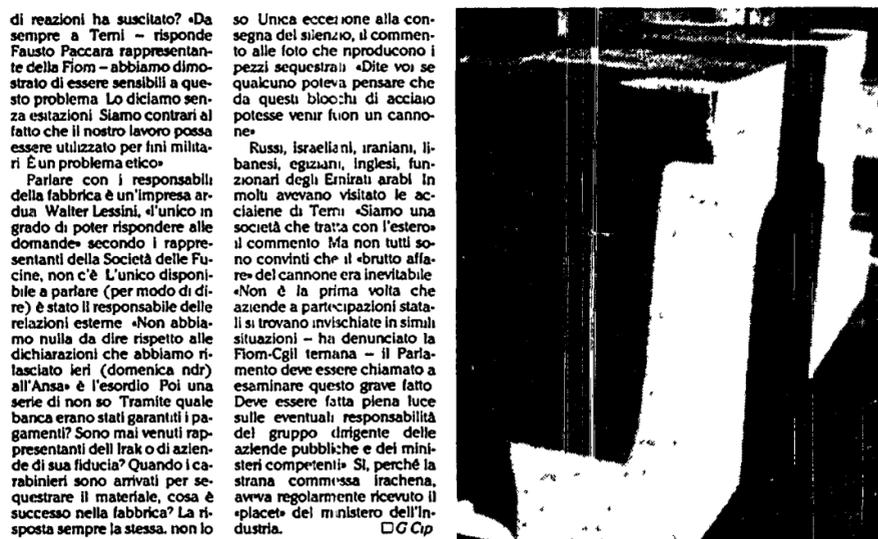 di reazioni ha suscitato? «Da
sempre a Terni – risponde
Fausto Paccara rappresentan-
te della Fiom – abbiamo dimo-
strato di essere sensibili a que-
sto problema Lo diciamo sen-
za esitazioni Siamo contrari al
fatto che il nostro lavoro possa
essere utilizzato per fini milita-
ri È un problema etico»
Parlare con i responsabili
della fabbrica è un'impresa ar-
dua Walter Lessini, «l'unico in
grado di poter rispondere alle
domande» secondo i rappre-
sentanti della Società delle Fu-
cine, non c'è L'unico disponi-
bile a parlare (per modo di di-
re) è stato il responsabile delle
relazioni esterne «Non abbia-
mo nulla da dire rispetto alle
dichiarazioni che abbiamo ri-
lasciato ieri (domenica ndr)
all'Ansa» è l'esordio Poi una
serie di non so Tramite quale
banca erano stati garantiti i pa-
gamenti? Sono mai venuti rap-
presentanti dell Irak o di azien-
de di sua fiducia? Quando i ca-
rabinieri sono arrivati per se-
questrare il materiale, cosa è
successo nella fabbrica? La ri-
sposta sempre la stessa. non lo
so Unica eccezione alla con-
segna del silenzio, il commen-
to alle foto che riproducono i
pezzi sequestrati «Dite voi se
qualcuno poteva pensare che
da questi blocchi di acciaio
potesse venir fuori un canno-
ne»
Russi, israeliani, iraniani, li-
banesi, egiziani, inglesi, fun-
zionari degli Emirati arabi In
molti avevano visitato le ac-
ciaiene di Terni «Siamo una
società che tratta con l'estero»
il commento Ma non tutti so-
no convinti che il «brutto affa-
re» del cannone era inevitabile
«Non è la prima volta che
aziende a partecipazioni stata-
li si trovano invischiate in simili
situazioni – ha denunciato la
Fiom-Cgil ternana – il Parla-
mento deve essere chiamato a
esaminare questo grave fatto
Deve essere fatta piena luce
sulle eventuali responsabilità
del gruppo dirigente delle
aziende pubbliche e dei mini-
steri competenti» Sì, perché la
strana commessa irachena,
aveva regolarmente ricevuto il
«placet» del ministero dell'In-
dustria. □ G Cip